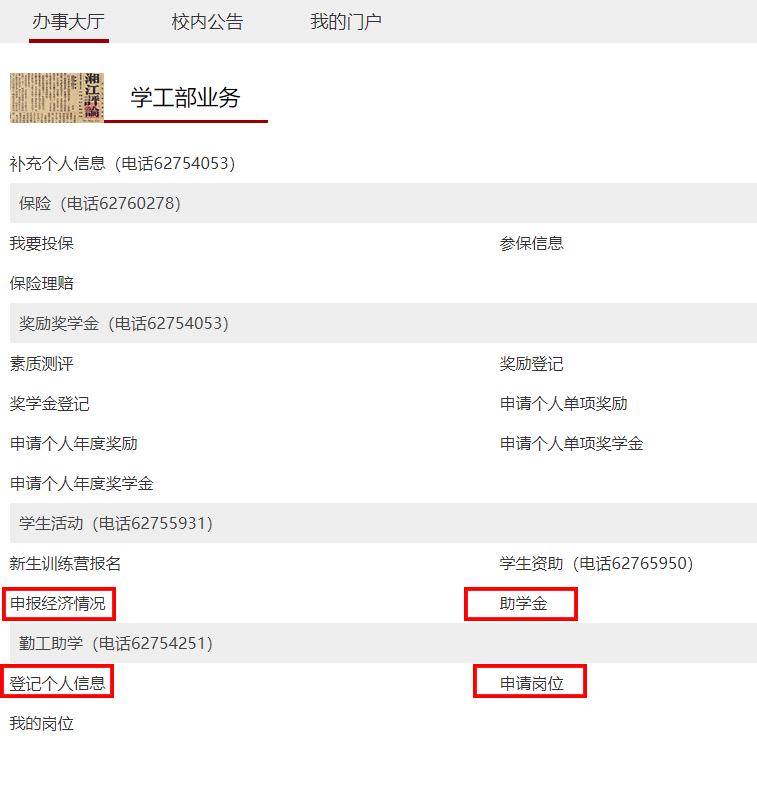 办事大厅 校内公告 我的门户
湘江評論
学工部业务
补充个人信息（电话62754053）
保险（电话62760278）
我要投保 参保信息
保险理赔
奖励奖学金（电话62754053）
素质测评 奖励登记
奖学金登记 申请个人单项奖励
申请个人年度奖励 申请个人单项奖学金
申请个人年度奖学金
学生活动（电话62755931）
新生训练营报名 学生资助（电话62765950）
申报经济情况 助学金
勤工助学（电话62754251）
登记个人信息 申请岗位
我的岗位